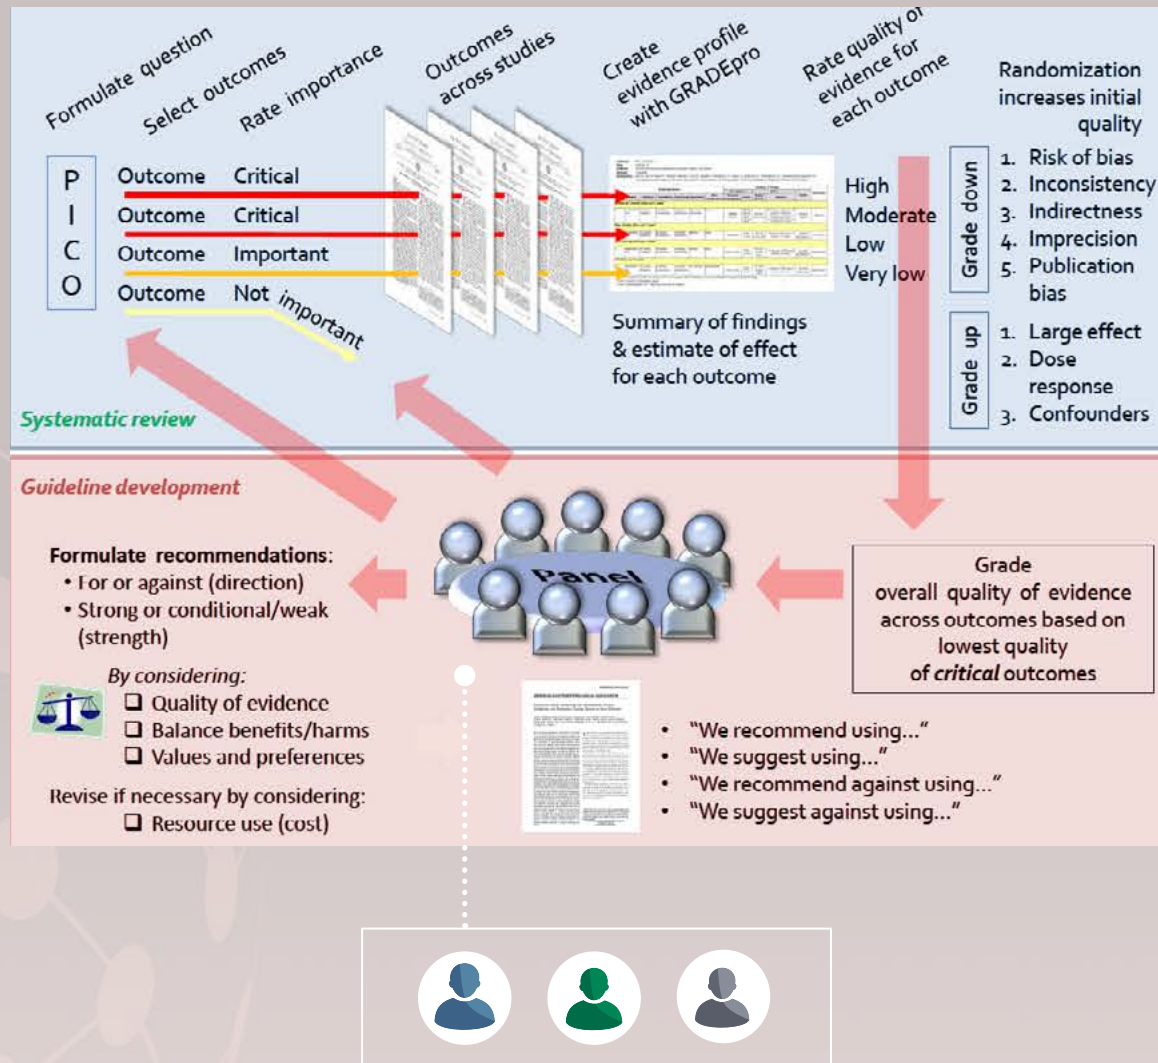 Formulate question
Select outcomes
Rate importance
Outcomes
across studies
Create
evidence profile
with GRADEpro
Rate quality of
evidence for
each outcome
Randomization
increases initial
quality
P
I
C
O
Outcome Critical
Outcome Critical
Outcome Important
Outcome Not important
High
Moderate
Low
Very low
Grade down
1. Risk of bias
2. Inconsistency
3. Indirectness
4. Imprecision
5. Publication
bias
Summary of findings
& estimate of effect
for each outcome
Grade up
1. Large effect
2. Dose
response
3. Confounders
Systematic review
Guideline development
Formulate recommendations:
• For or against (direction)
• Strong or conditional/weak
(strength)
By considering:
❑ Quality of evidence
❑ Balance benefits/harms
❑ Values and preferences
Revise if necessary by considering:
❑ Resource use (cost)
Panel
Grade
overall quality of evidence
across outcomes based on
lowest quality
of critical outcomes
• "We recommend using..."
• "We suggest using..."
• "We recommend against using..."
• "We suggest against using..."